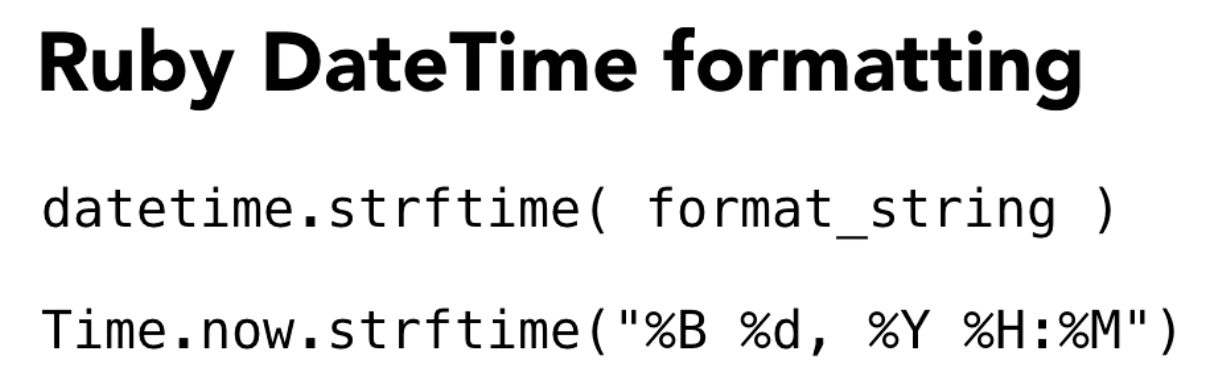 Ruby DateTime formatting
datetime.strftime( format_string )
Time.now.strftime("%B %d, %Y %H:%M")